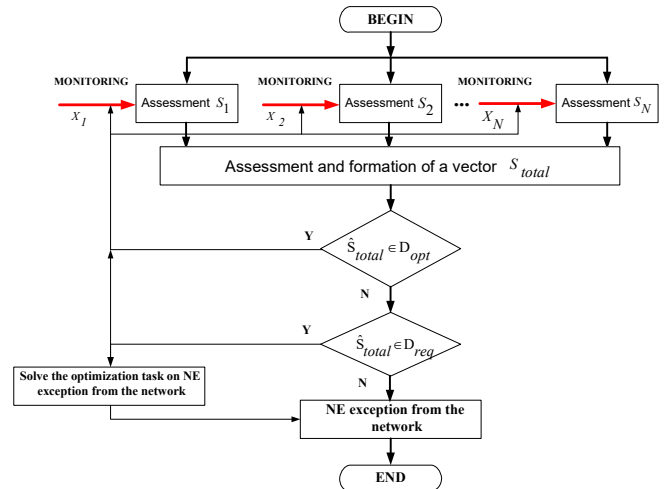 BEGIN
MONITORING
MONITORING
MONITORING
Assessment S1
Assessment S2
...
Assessment SN
X1
X2
XN
Assessment and formation of a vector S total
Y
Ŝtotal ∈ Dopt
N
Y
Ŝtotal ∈ Dreq
N
Solve the optimization task on NE
exception from the network
NE exception from the
network
END